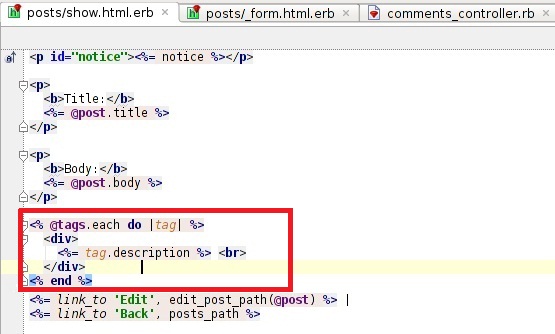 posts/show.html.erb × posts/_form.html.erb × comments_controller.rb ×
<p id="notice"><%= notice %></p>
<p>
<b>Title:</b>
<%= @post.title %>
</p>
<p>
<b>Body:</b>
<%= @post.body %>
</p>
<% @tags.each do |tag| %>
<div>
<%= tag.description %> <br>
</div>
<% end %>
<%= link_to 'Edit', edit_post_path(@post) %> |
<%= link_to 'Back', posts_path %>